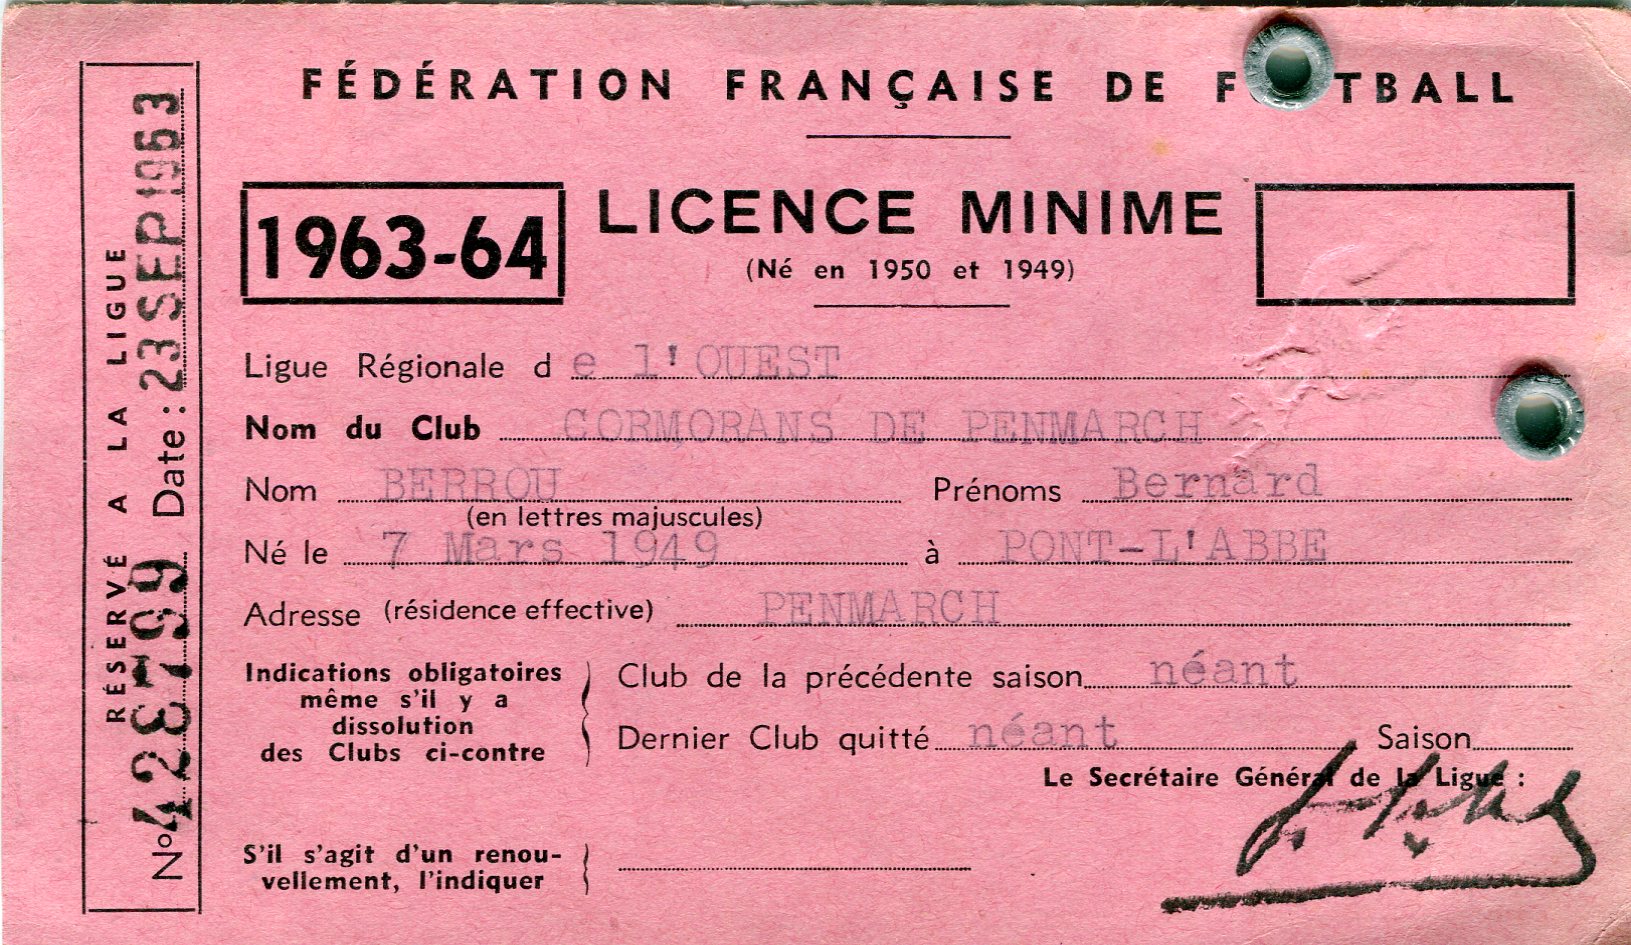 FÉDÉRATION FRANÇAISE DE FOOTBALL
1963-64
LICENCE MINIME
(Né en 1950 et 1949)
Ligue Régionale de l'OUEST
Nom du Club CORMORANS DE PENMARCH
Nom BERROU Prénoms Bernard
(en lettres majuscules)
Né le 7 Mars 1949 à PONT-L'ABBE
Adresse (résidence effective) PENMARCH
Indications obligatoires
même s'il y a
dissolution
des Clubs ci-contre
Club de la précédente saison néant
Dernier Club quitté néant Saison
Le Secrétaire Général de la Ligue :
S'il s'agit d'un renou-
vellement, l'indiquer
RÉSERVÉ A LA LIGUE
No 428799 Date : 23 SEP 1963